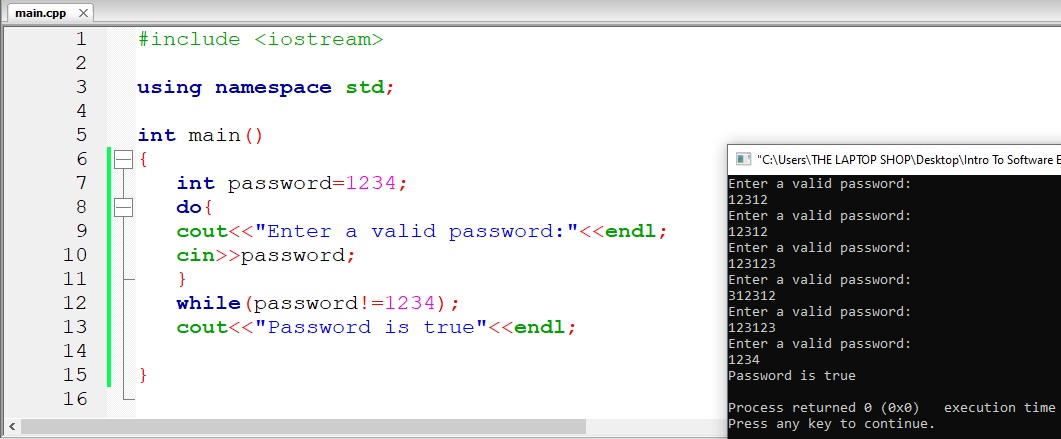 main.cpp
1 #include <iostream>
2
3 using namespace std;
4
5 int main()
6 {
7 int password=1234;
8 do{
9 cout<<"Enter a valid password:"<<endl;
10 cin>>password;
11 }
12 while(password!=1234);
13 cout<<"Password is true"<<endl;
14
15 }
16
"C:\Users\THE LAPTOP SHOP\Desktop\Intro To Software E
Enter a valid password:
12312
Enter a valid password:
12312
Enter a valid password:
123123
Enter a valid password:
312312
Enter a valid password:
123123
Enter a valid password:
1234
Password is true
Process returned 0 (0x0) execution time
Press any key to continue.